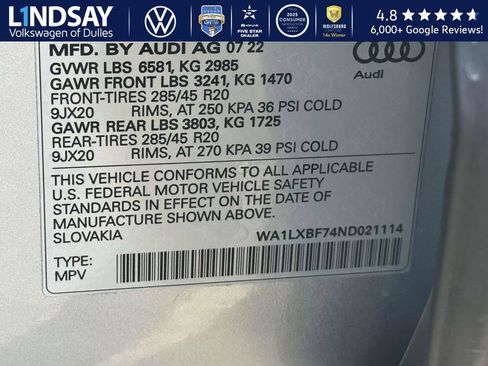 LINDSAY
Volkswagen of Dulles
4.8
6,000+ Google Reviews!
MFD. BY AUDI AG 07 22
GVWR LBS 6581, KG 2985
GAWR FRONT LBS 3241, KG 1470
FRONT-TIRES 285/45 R20
9JX20 RIMS, AT 250 KPA 36 PSI COLD
GAWR REAR LBS 3803, KG 1725
REAR-TIRES 285/45 R20
9JX20 RIMS, AT 270 KPA 39 PSI COLD
Audi
THIS VEHICLE CONFORMS TO ALL APPLICABLE
U.S. FEDERAL MOTOR VEHICLE SAFETY
STANDARDS IN EFFECT ON THE DATE OF
MANUFACTURE SHOWN ABOVE.
SLOVAKIA
WA1LXBF74ND021114
TYPE:
MPV